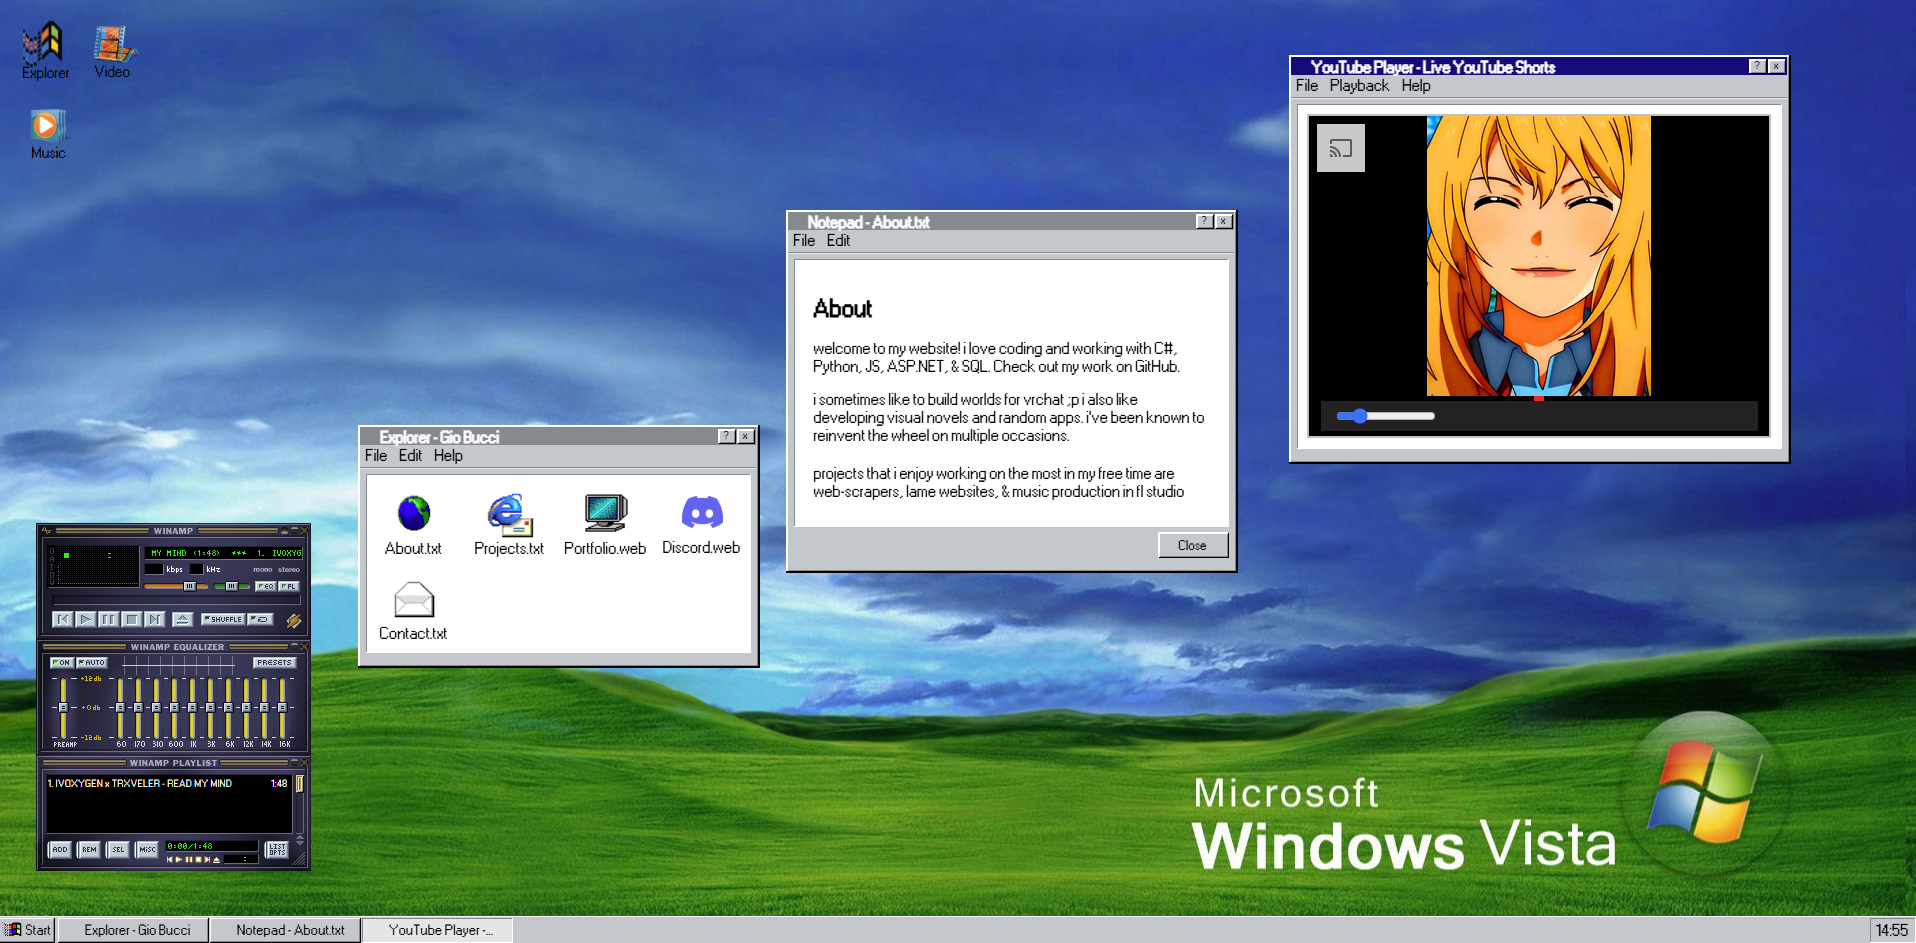 Explorer
Video
Music
YouTube Player - Live YouTube Shorts
? x
File Playback Help
Notepad - About.txt
? x
File Edit
About
welcome to my website! i love coding and working with C#,
Python, JS, ASP.NET, & SQL. Check out my work on GitHub.
i sometimes like to build worlds for vrchat ;p i also like
developing visual novels and random apps. i've been known to
reinvent the wheel on multiple occasions.
projects that i enjoy working on the most in my free time are
web-scrapers, lame websites, & music production in fl studio
Close
Explorer - Gio Bucci
? x
File Edit Help
About.txt
Projects.txt
Portfolio.web
Discord.web
Contact.txt
WINAMP
O
A
I
D
V
MY MIND (1:48) *** 1. IVOXYG
kbps
kHz
mono stereo
EQ
PL
SHUFFLE
WINAMP EQUALIZER
ON
AUTO
PRESETS
+12 db
+0 db
-12 db
PREAMP
60 170 310 600 1K 3K 6K 12K 14K 16K
WINAMP PLAYLIST
1. IVOXYGEN x TRXVELER - READ MY MIND 1:48
ADD
REM
SEL
MISC
0:00/1:48
LIST
OPTS
Microsoft
Windows Vista
Start
Explorer - Gio Bucci
Notepad - About.txt
YouTube Player -...
14:55